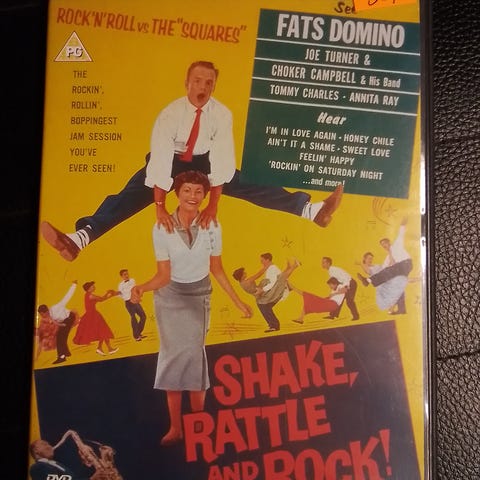 ROCK'N'ROLL vs THE "SQUARES"
PG
THE
ROCKIN',
ROLLIN',
BOPPINGEST
JAM SESSION
YOU'VE
EVER SEEN!
FATS DOMINO
JOE TURNER &
CHOKER CAMPBELL & His Band
TOMMY CHARLES - ANNITA RAY
Hear
I'M IN LOVE AGAIN - HONEY CHILE
AIN'T IT A SHAME - SWEET LOVE
FEELIN' HAPPY
'ROCKIN' ON SATURDAY NIGHT
...and more!
SHAKE,
RATTLE
AND ROCK!
DVD